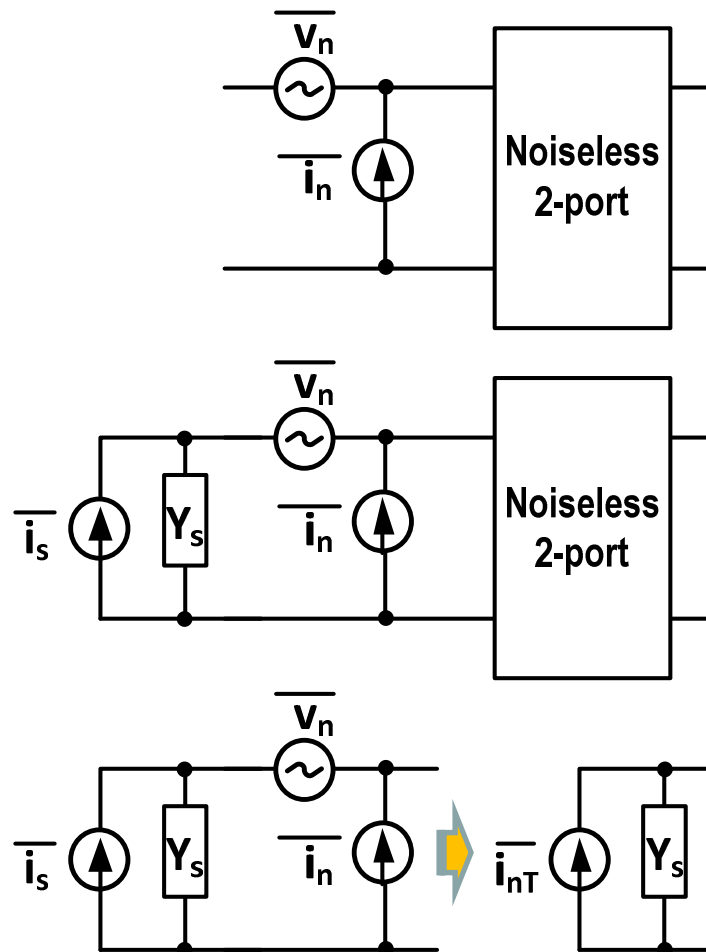 vn
in
Noiseless
2-port
vn
is
Ys
in
Noiseless
2-port
vn
is
Ys
in
inT
Ys